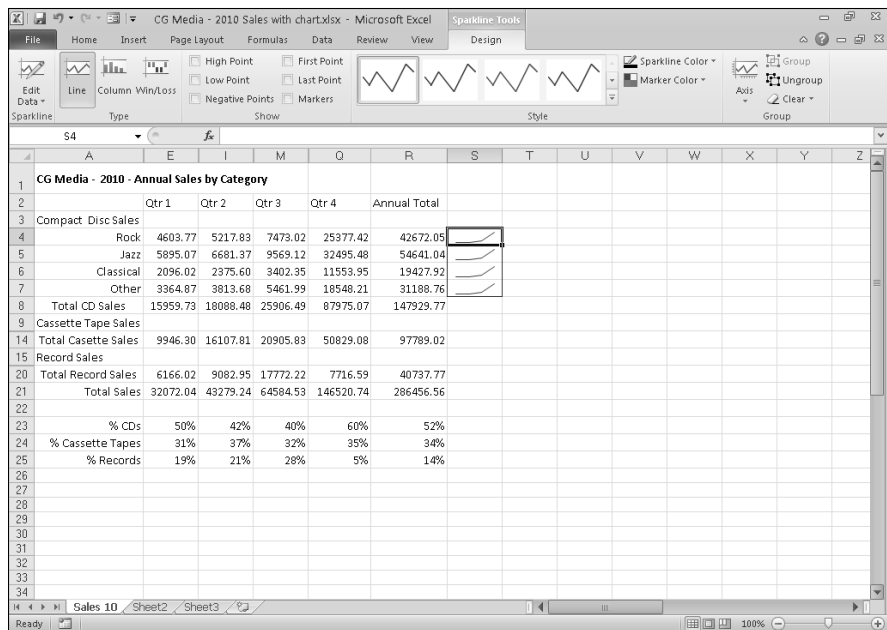 CG Media - 2010 Sales with chart.xlsx - Microsoft Excel
Sparkline Tools
File Home Insert Page Layout Formulas Data Review View Design
Edit Data
Line Column Win/Loss
High Point First Point
Low Point Last Point
Negative Points Markers
Sparkline Color
Marker Color
Axis
Group
Ungroup
Clear
Sparkline Type Show Style Group
S4 fx
A E I M Q R S T U V W X Y Z
1 CG Media - 2010 - Annual Sales by Category
2 Qtr 1 Qtr 2 Qtr 3 Qtr 4 Annual Total
3 Compact Disc Sales
4 Rock 4603.77 5217.83 7473.02 25377.42 42672.05
5 Jazz 5895.07 6681.37 9569.12 32495.48 54641.04
6 Classical 2096.02 2375.60 3402.35 11553.95 19427.92
7 Other 3364.87 3813.68 5461.99 18548.21 31188.76
8 Total CD Sales 15959.73 18088.48 25906.49 87975.07 147929.77
9 Cassette Tape Sales
14 Total Casette Sales 9946.30 16107.81 20905.83 50829.08 97789.02
15 Record Sales
20 Total Record Sales 6166.02 9082.95 17772.22 7716.59 40737.77
21 Total Sales 32072.04 43279.24 64584.53 146520.74 286456.56
22
23 % CDs 50% 42% 40% 60% 52%
24 % Cassette Tapes 31% 37% 32% 35% 34%
25 % Records 19% 21% 28% 5% 14%
26
27
28
29
30
31
32
33
34
Sales 10 Sheet2 Sheet3
Ready 100%